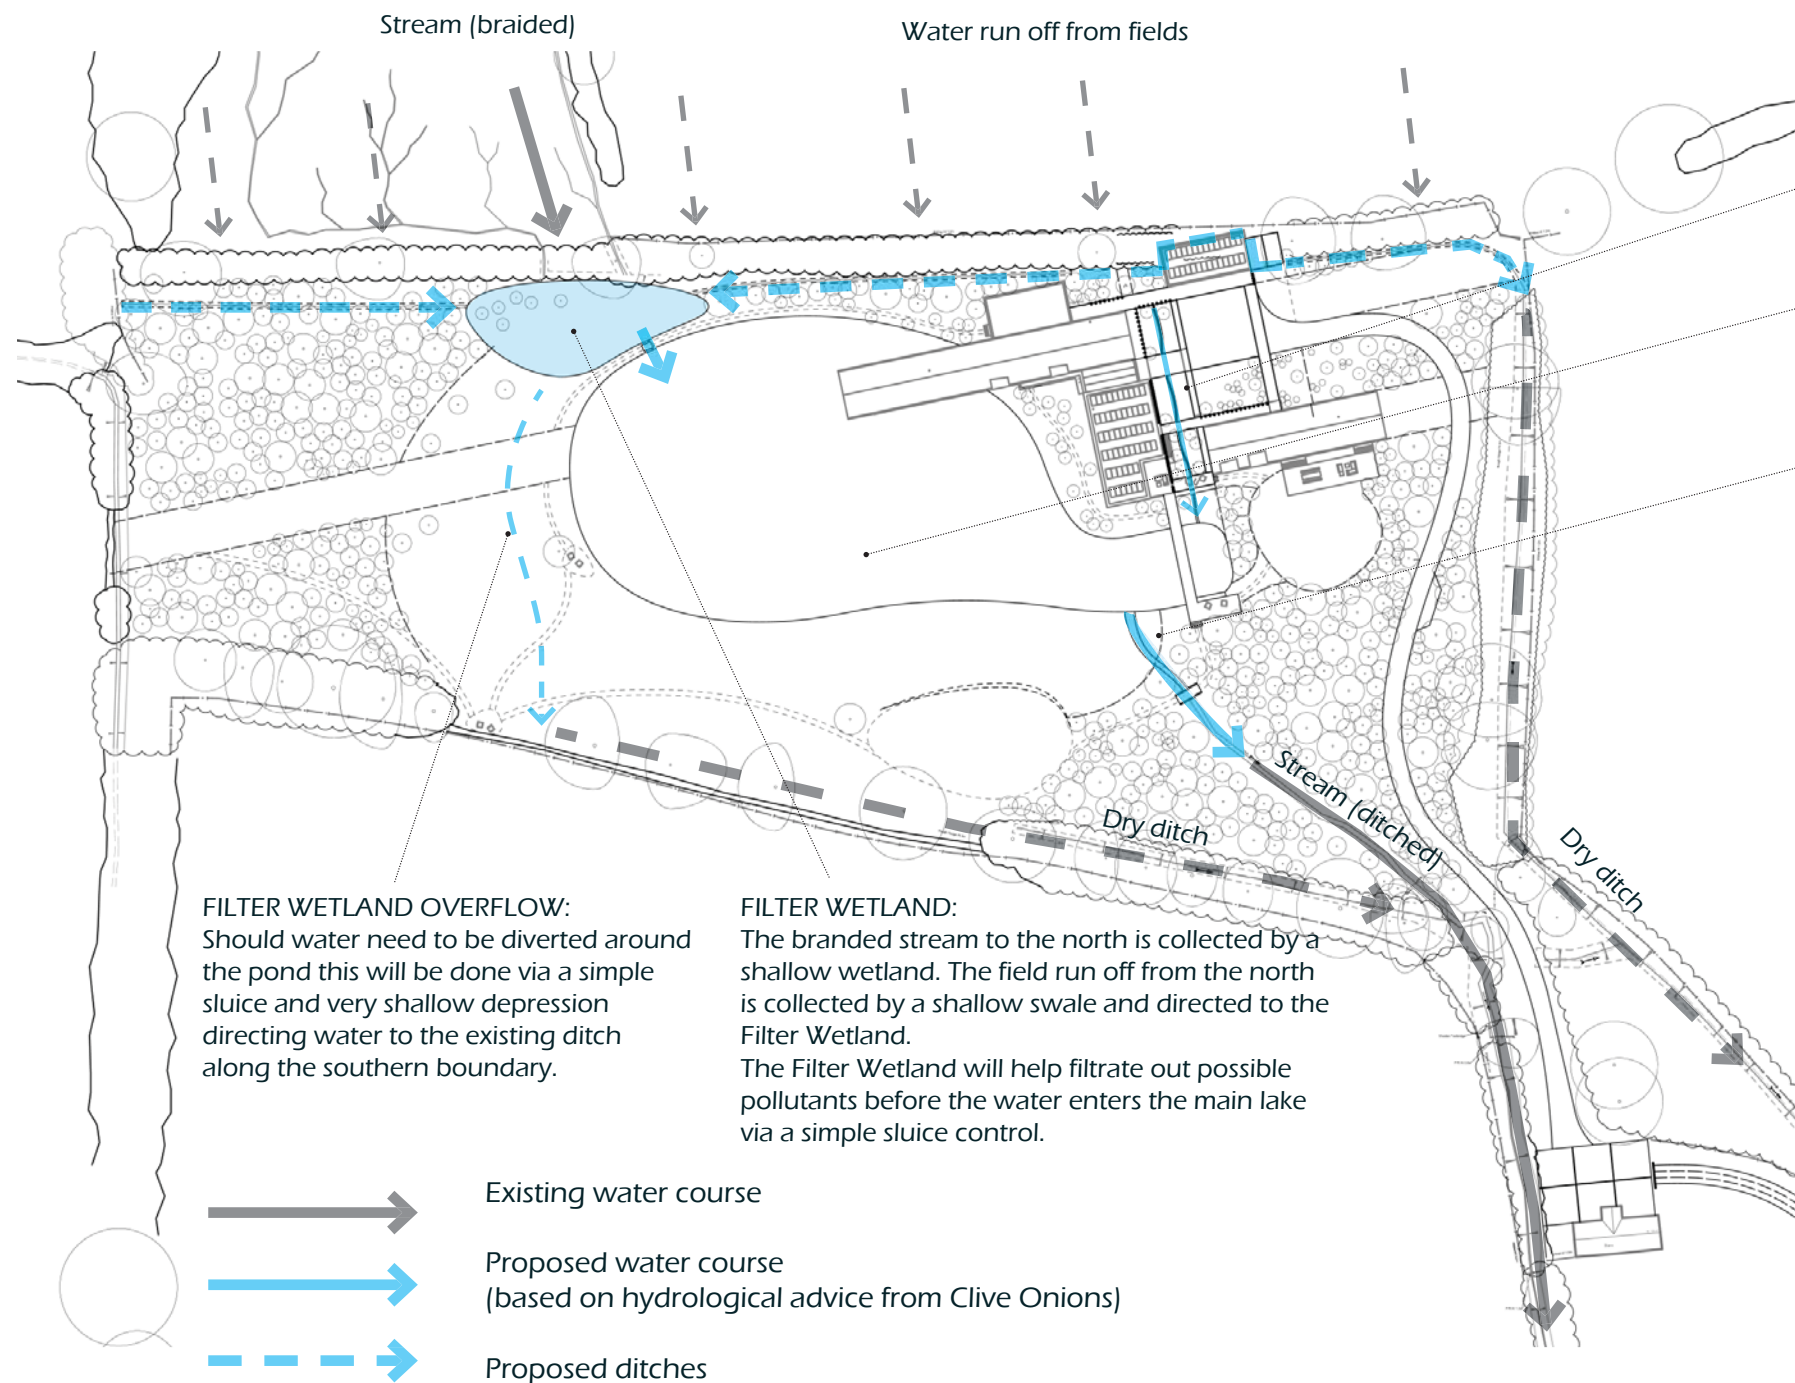 Stream (braided)
Water run off from fields
Stream (ditched)
Dry ditch
Dry ditch
FILTER WETLAND OVERFLOW:
Should water need to be diverted around
the pond this will be done via a simple
sluice and very shallow depression
directing water to the existing ditch
along the southern boundary.
FILTER WETLAND:
The branded stream to the north is collected by a
shallow wetland. The field run off from the north
is collected by a shallow swale and directed to the
Filter Wetland.
The Filter Wetland will help filtrate out possible
pollutants before the water enters the main lake
via a simple sluice control.
Existing water course
Proposed water course
(based on hydrological advice from Clive Onions)
Proposed ditches